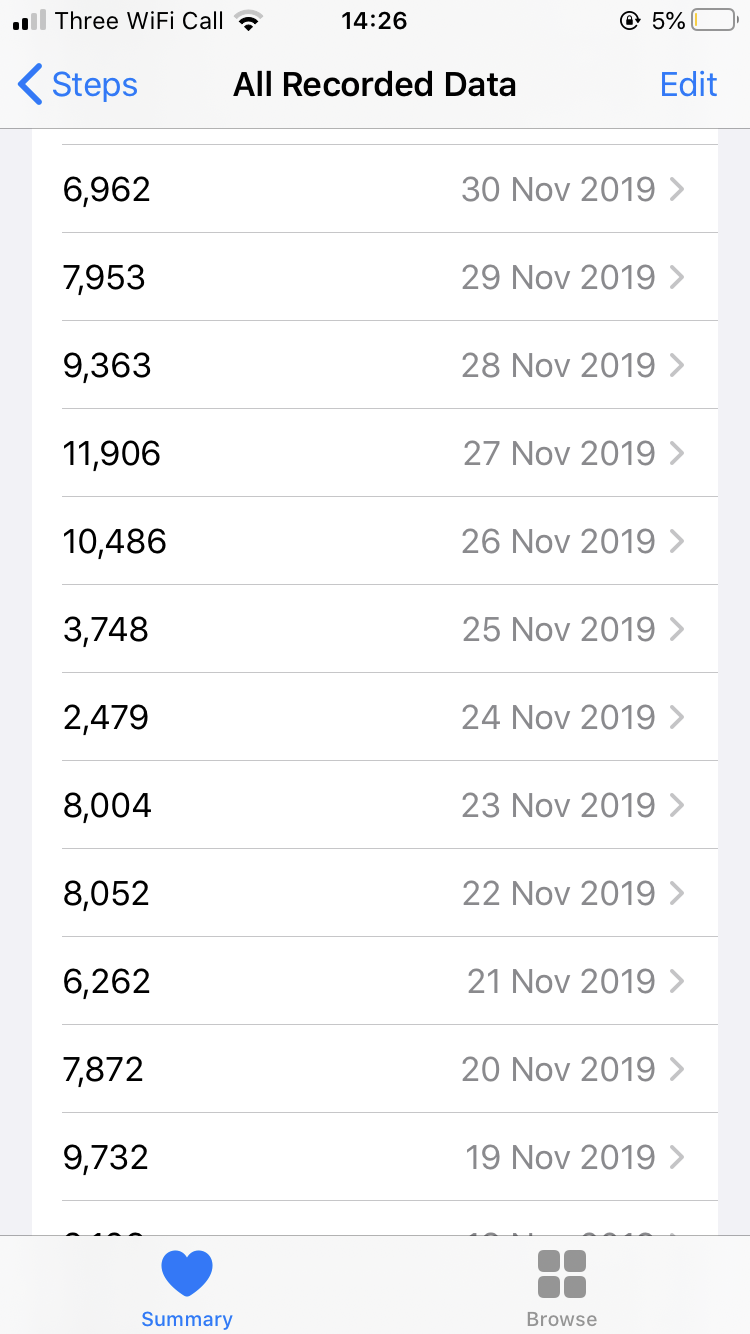 Three WiFi Call 14:26 5%
Steps All Recorded Data Edit
6,962 30 Nov 2019
7,953 29 Nov 2019
9,363 28 Nov 2019
11,906 27 Nov 2019
10,486 26 Nov 2019
3,748 25 Nov 2019
2,479 24 Nov 2019
8,004 23 Nov 2019
8,052 22 Nov 2019
6,262 21 Nov 2019
7,872 20 Nov 2019
9,732 19 Nov 2019
Summary Browse